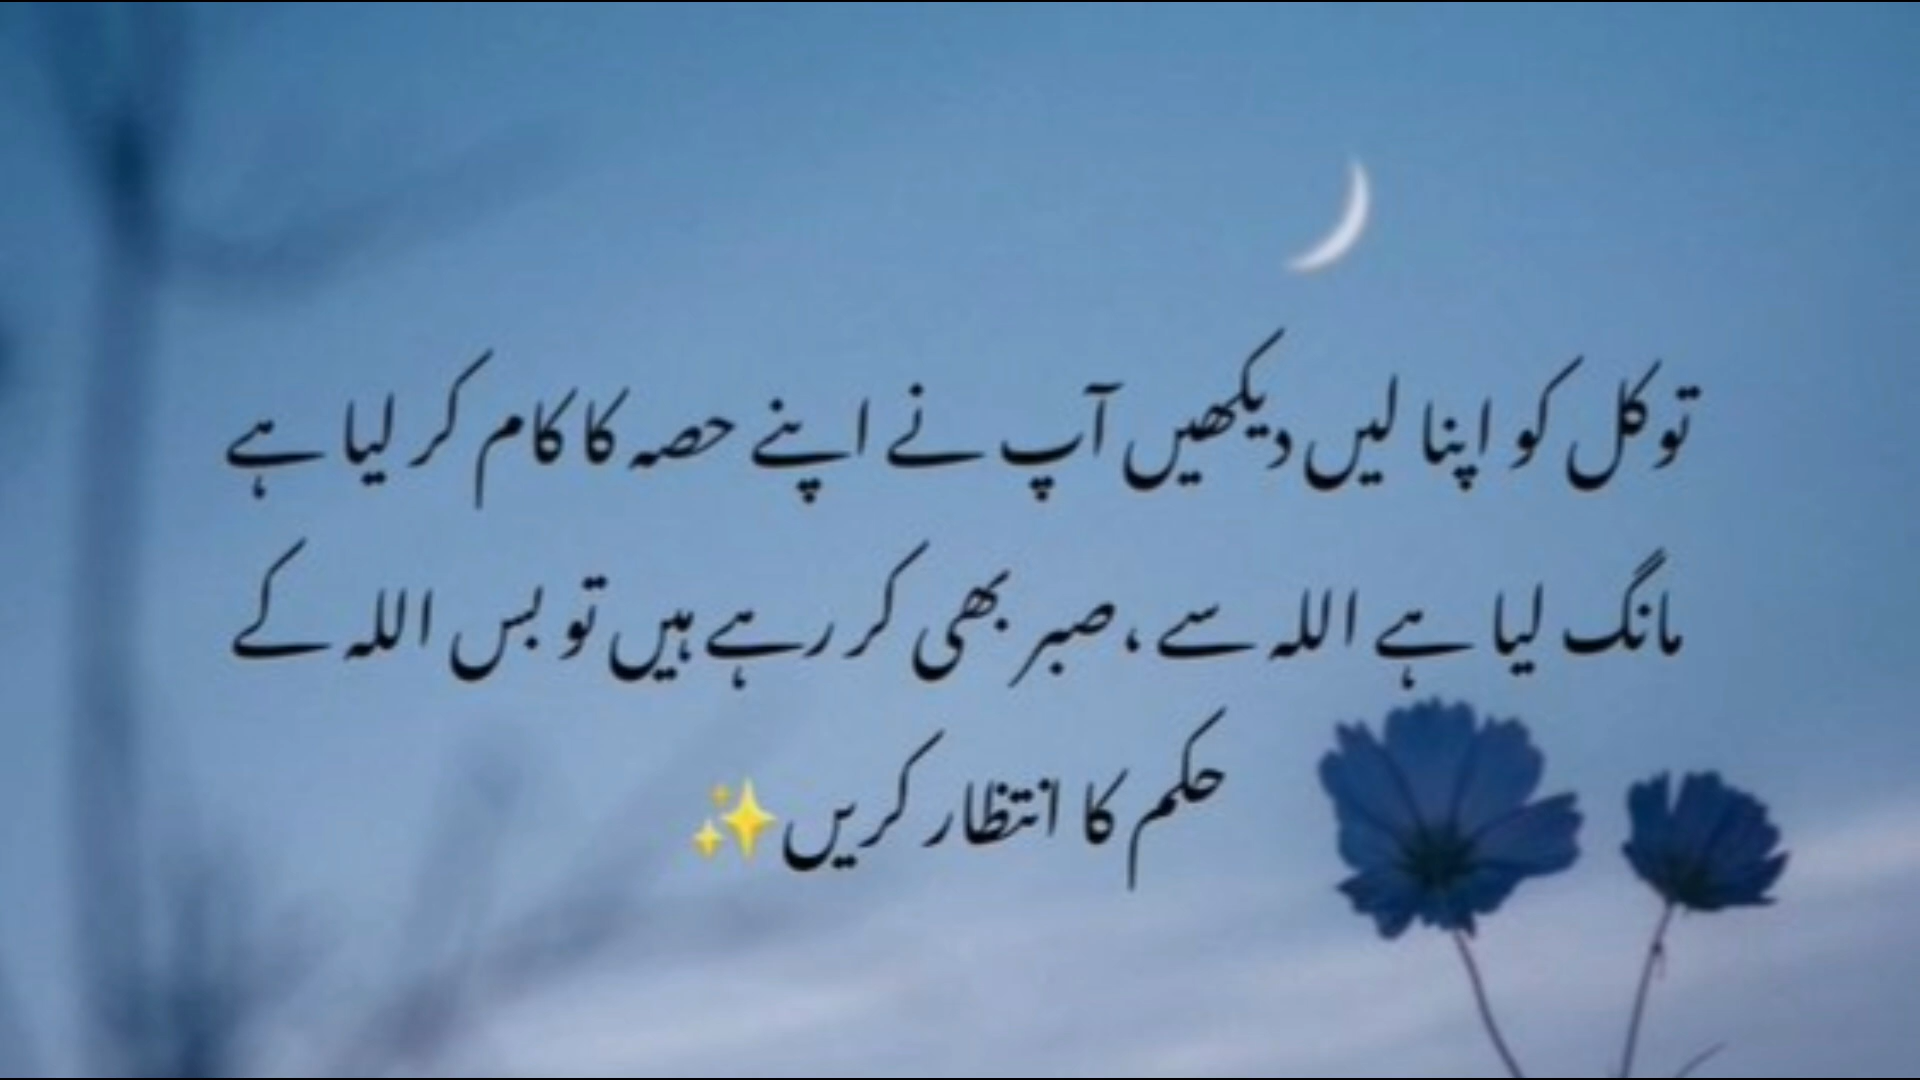 توکل کو اپنا لیں دیکھیں آپ نے اپنے حصہ کا کام کر لیا ہے
مانگ لیا ہے اللہ سے ، صبر بھی کر رہے ہیں تو بس اللہ کے
حکم کا انتظار کریں✨